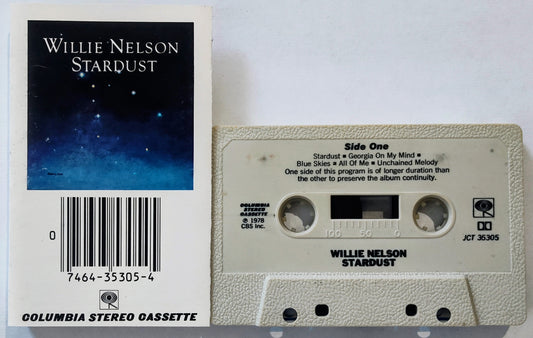 WILLIE NELSON
STARDUST
0
7464-35305-4
COLUMBIA STEREO CASSETTE
Side One
Stardust ■ Georgia On My Mind ■
Blue Skies ■ All Of Me ■ Unchained Melody
One side of this program is of longer duration than
the other to preserve the album continuity.
COLUMBIA
STEREO
CASSETTE
℗ 1978
CBS Inc.
100 50 0
JCT 35305
WILLIE NELSON
STARDUST